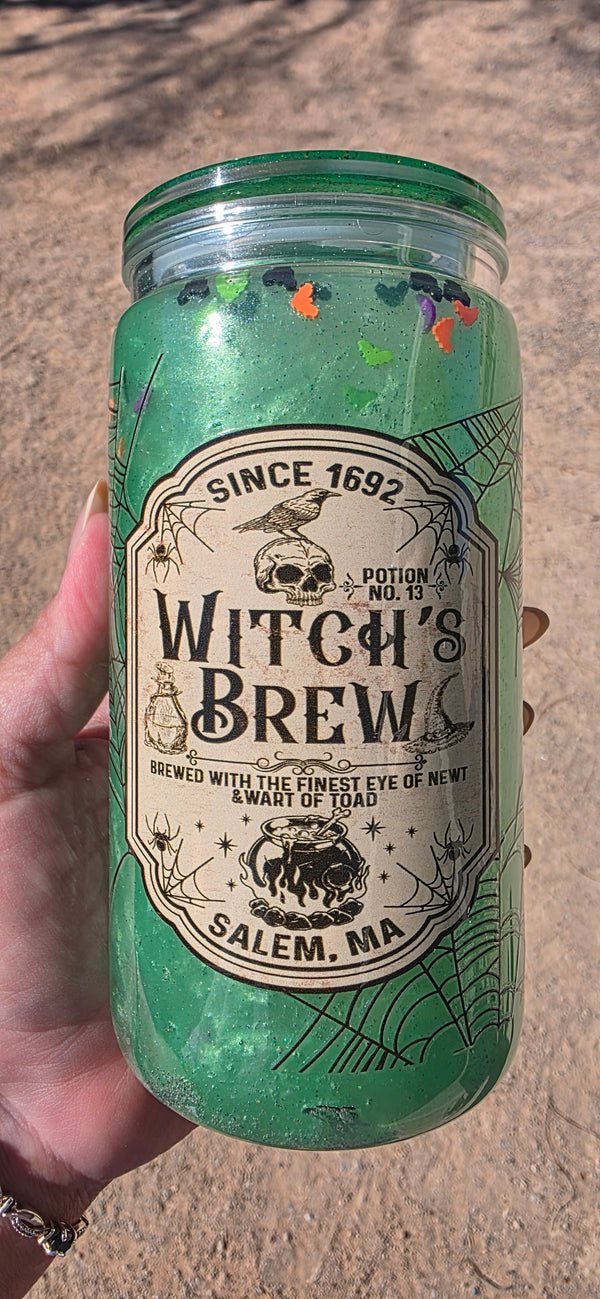 SINCE 1692
POTION
NO. 13
WITCH'S
BREW
BREWED WITH THE FINEST EYE OF NEWT
&WART OF TOAD
SALEM, MA